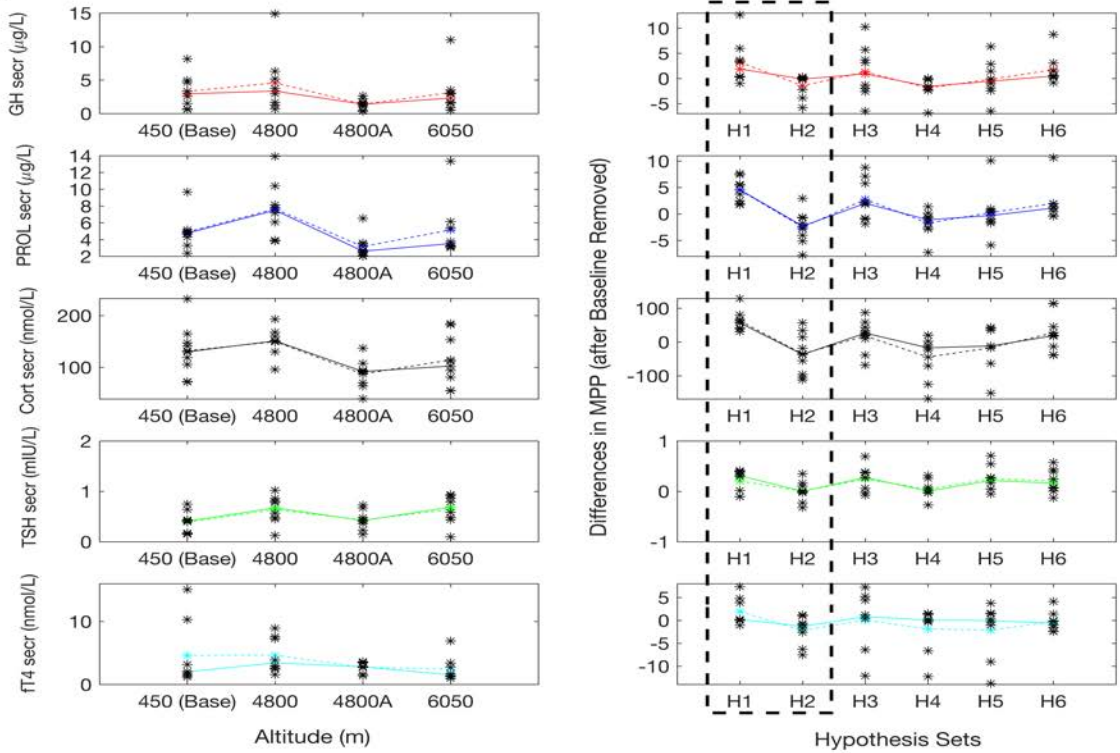 GH secr (µg/L)
15
10
5
0
450 (Base) 4800 4800A 6050
PROL secr (µg/L)
14
12
10
8
6
4
2
450 (Base) 4800 4800A 6050
Cort secr (nmol/L)
200
100
450 (Base) 4800 4800A 6050
TSH secr (mIU/L)
2
1
0
450 (Base) 4800 4800A 6050
fT4 secr (nmol/L)
10
0
450 (Base) 4800 4800A 6050
Altitude (m)
Differences in MPP (after Baseline Removed)
10
5
0
-5
H1 H2 H3 H4 H5 H6
10
5
0
-5
H1 H2 H3 H4 H5 H6
100
0
-100
H1 H2 H3 H4 H5 H6
1
0
-1
H1 H2 H3 H4 H5 H6
5
0
-5
-10
H1 H2 H3 H4 H5 H6
Hypothesis Sets